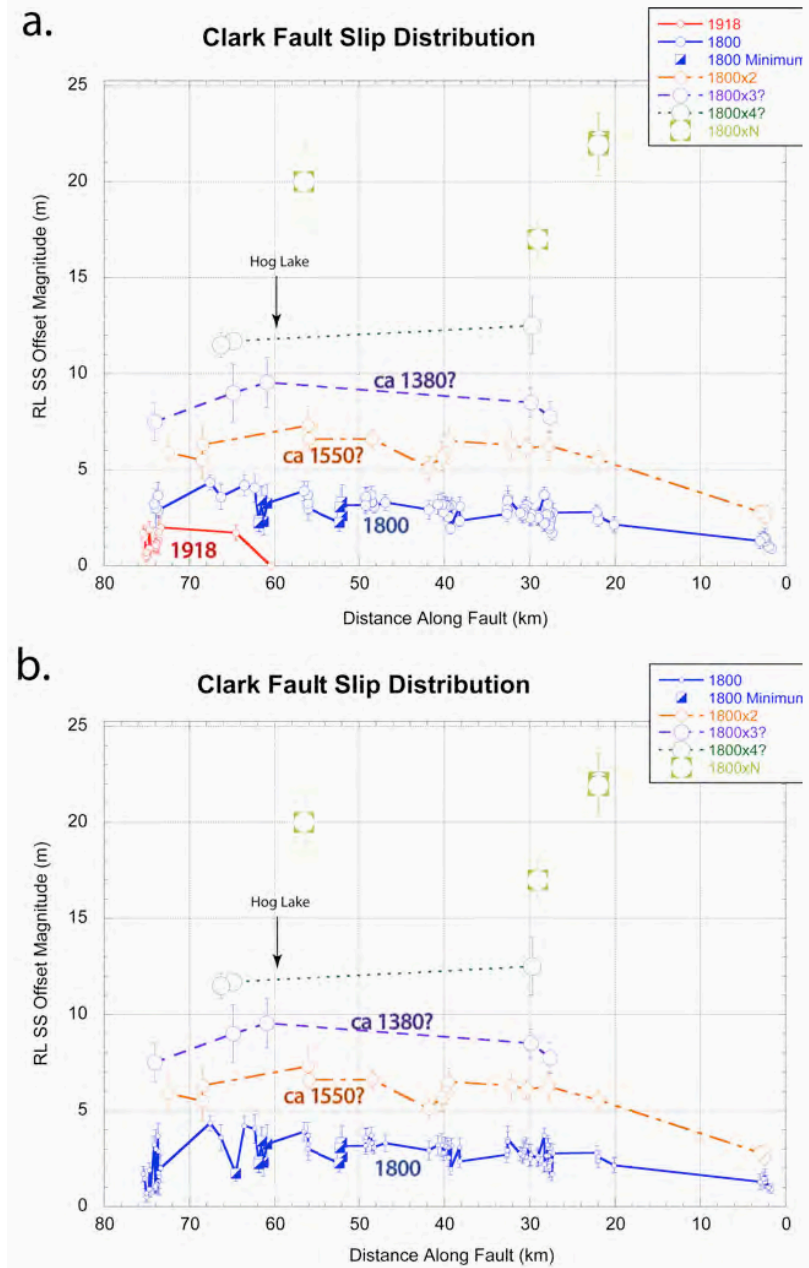 a.
Clark Fault Slip Distribution
1918
1800
1800 Minimum
1800x2
1800x3?
1800x4?
1800xN
25
20
15
10
5
0
RL SS Offset Magnitude (m)
Hog Lake
ca 1380?
ca 1550?
1800
1918
80 70 60 50 40 30 20 10 0
Distance Along Fault (km)
b.
Clark Fault Slip Distribution
1800
1800 Minimum
1800x2
1800x3?
1800x4?
1800xN
25
20
15
10
5
0
RL SS Offset Magnitude (m)
Hog Lake
ca 1380?
ca 1550?
1800
80 70 60 50 40 30 20 10 0
Distance Along Fault (km)